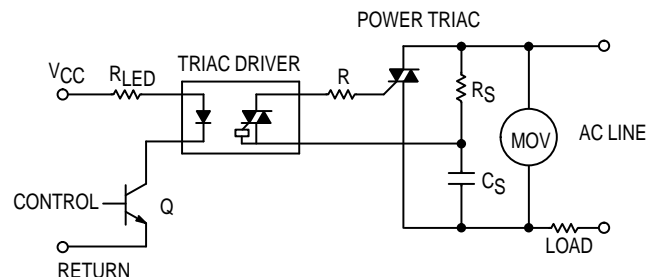 POWER TRIAC
VCC
RLED
TRIAC DRIVER
R
RS
MOV
AC LINE
CS
CONTROL
Q
LOAD
RETURN